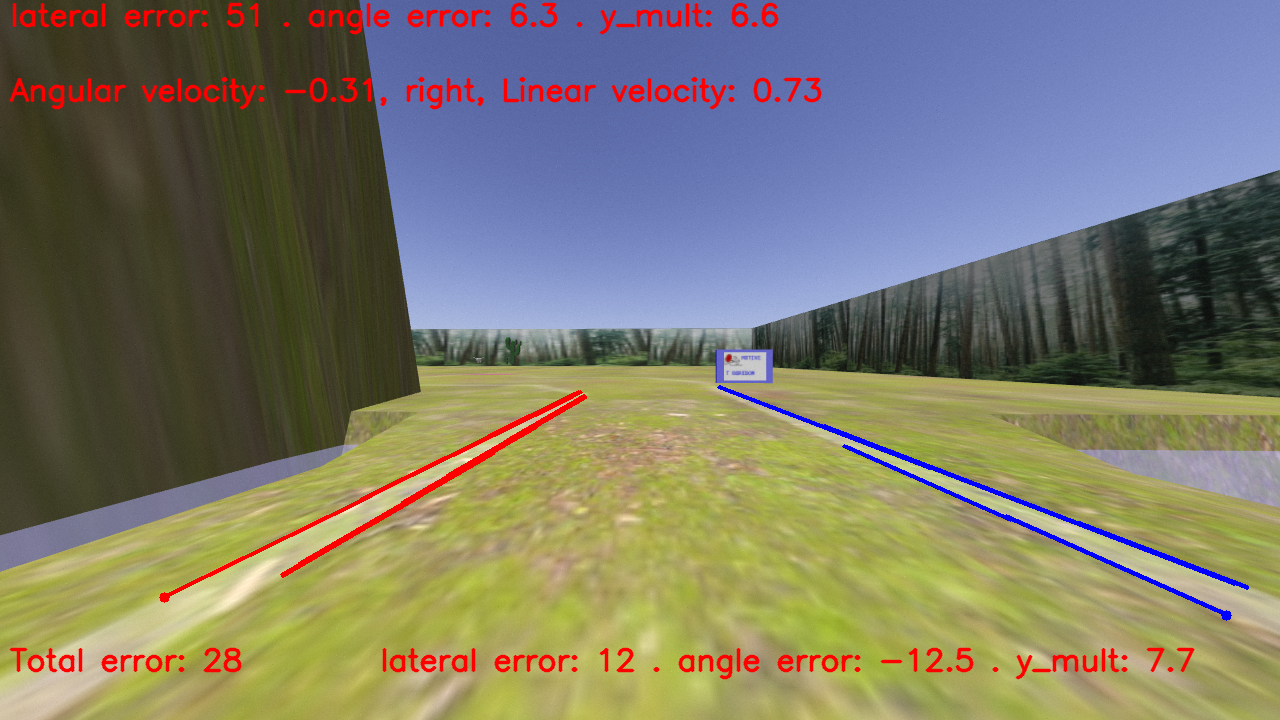 lateral error: 51 . angle error: 6.3 . y_mult: 6.6
Angular velocity: -0.31, right, Linear velocity: 0.73
Total error: 28 lateral error: 12 . angle error: -12.5 . y_mult: 7.7